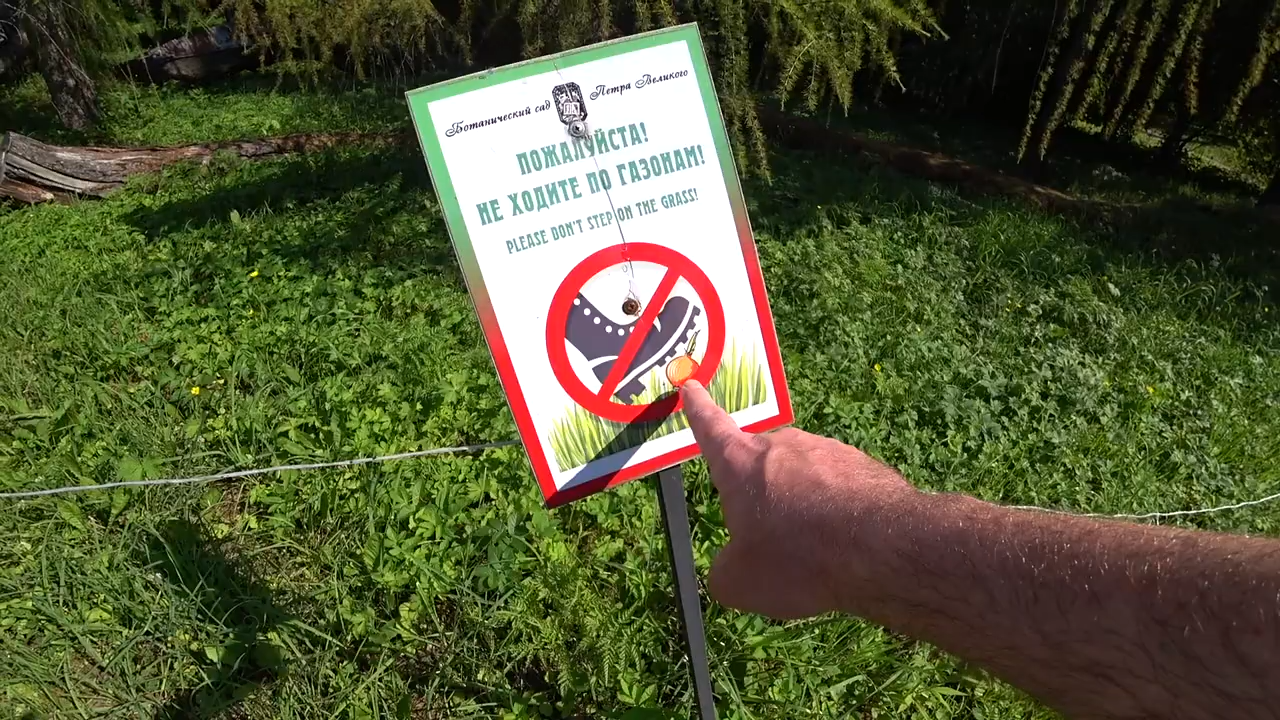 Ботанический сад Петра Великого
ПОЖАЛУЙСТА!
НЕ ХОДИТЕ ПО ГАЗОНАМ!
PLEASE DON'T STEP ON THE GRASS!